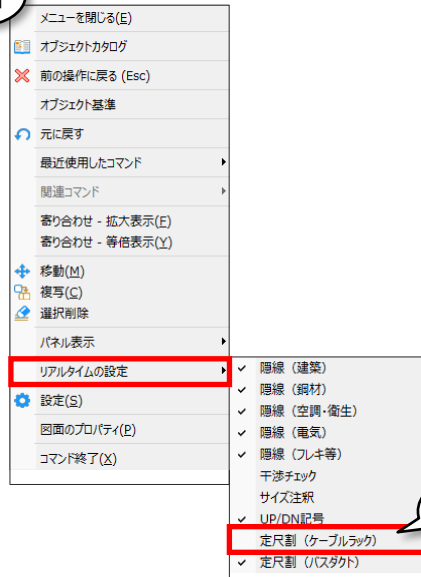 メニューを閉じる(E)
オブジェクトカタログ
前の操作に戻る (Esc)
オブジェクト基準
元に戻す
最近使用したコマンド
関連コマンド
寄り合わせ - 拡大表示(F)
寄り合わせ - 等倍表示(Y)
移動(M)
複写(C)
選択削除
パネル表示
リアルタイムの設定
設定(S)
図面のプロパティ(P)
コマンド終了(X)
隠線（建築）
隠線（鋼材）
隠線（空調・衛生）
隠線（電気）
隠線（フレキ等）
干渉チェック
サイズ注釈
UP/DN記号
定尺割（ケーブルラック）
定尺割（バスダクト）